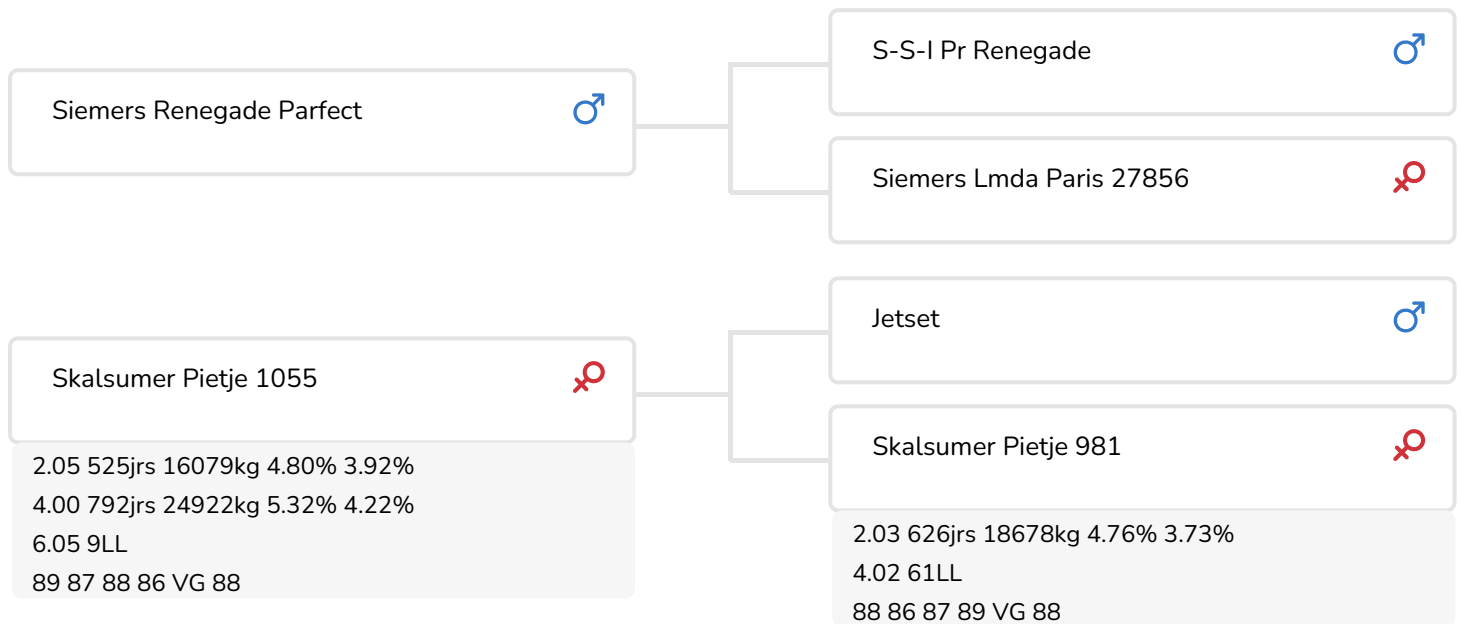 Siemers Renegade Parfect
S-S-I Pr Renegade
Siemers Lmda Paris 27856
Skalsumer Pietje 1055
2.05 525jrs 16079kg 4.80% 3.92%
4.00 792jrs 24922kg 5.32% 4.22%
6.05 9LL
89 87 88 86 VG 88
Jetset
Skalsumer Pietje 981
2.03 626jrs 18678kg 4.76% 3.73%
4.02 61LL
88 86 87 89 VG 88